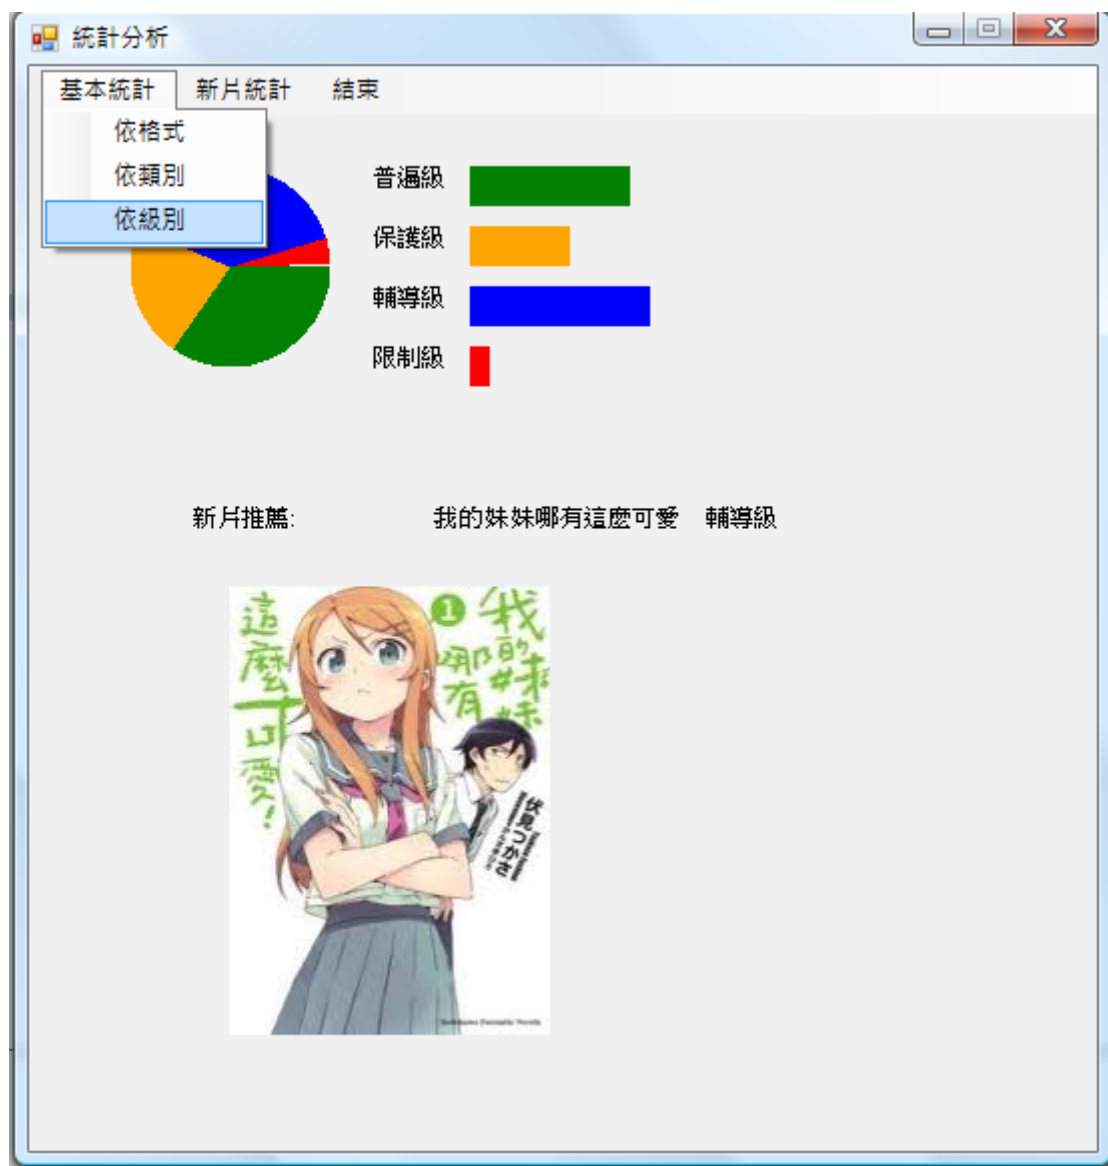 統計分析
基本統計 新片統計 結束
依格式
依類別
依級別
普遍級
保護級
輔導級
限制級
新片推薦: 我的妹妹哪有這麼可愛 輔導級
我的妹妹
哪有
這麼可愛!
1
伏見つかさ